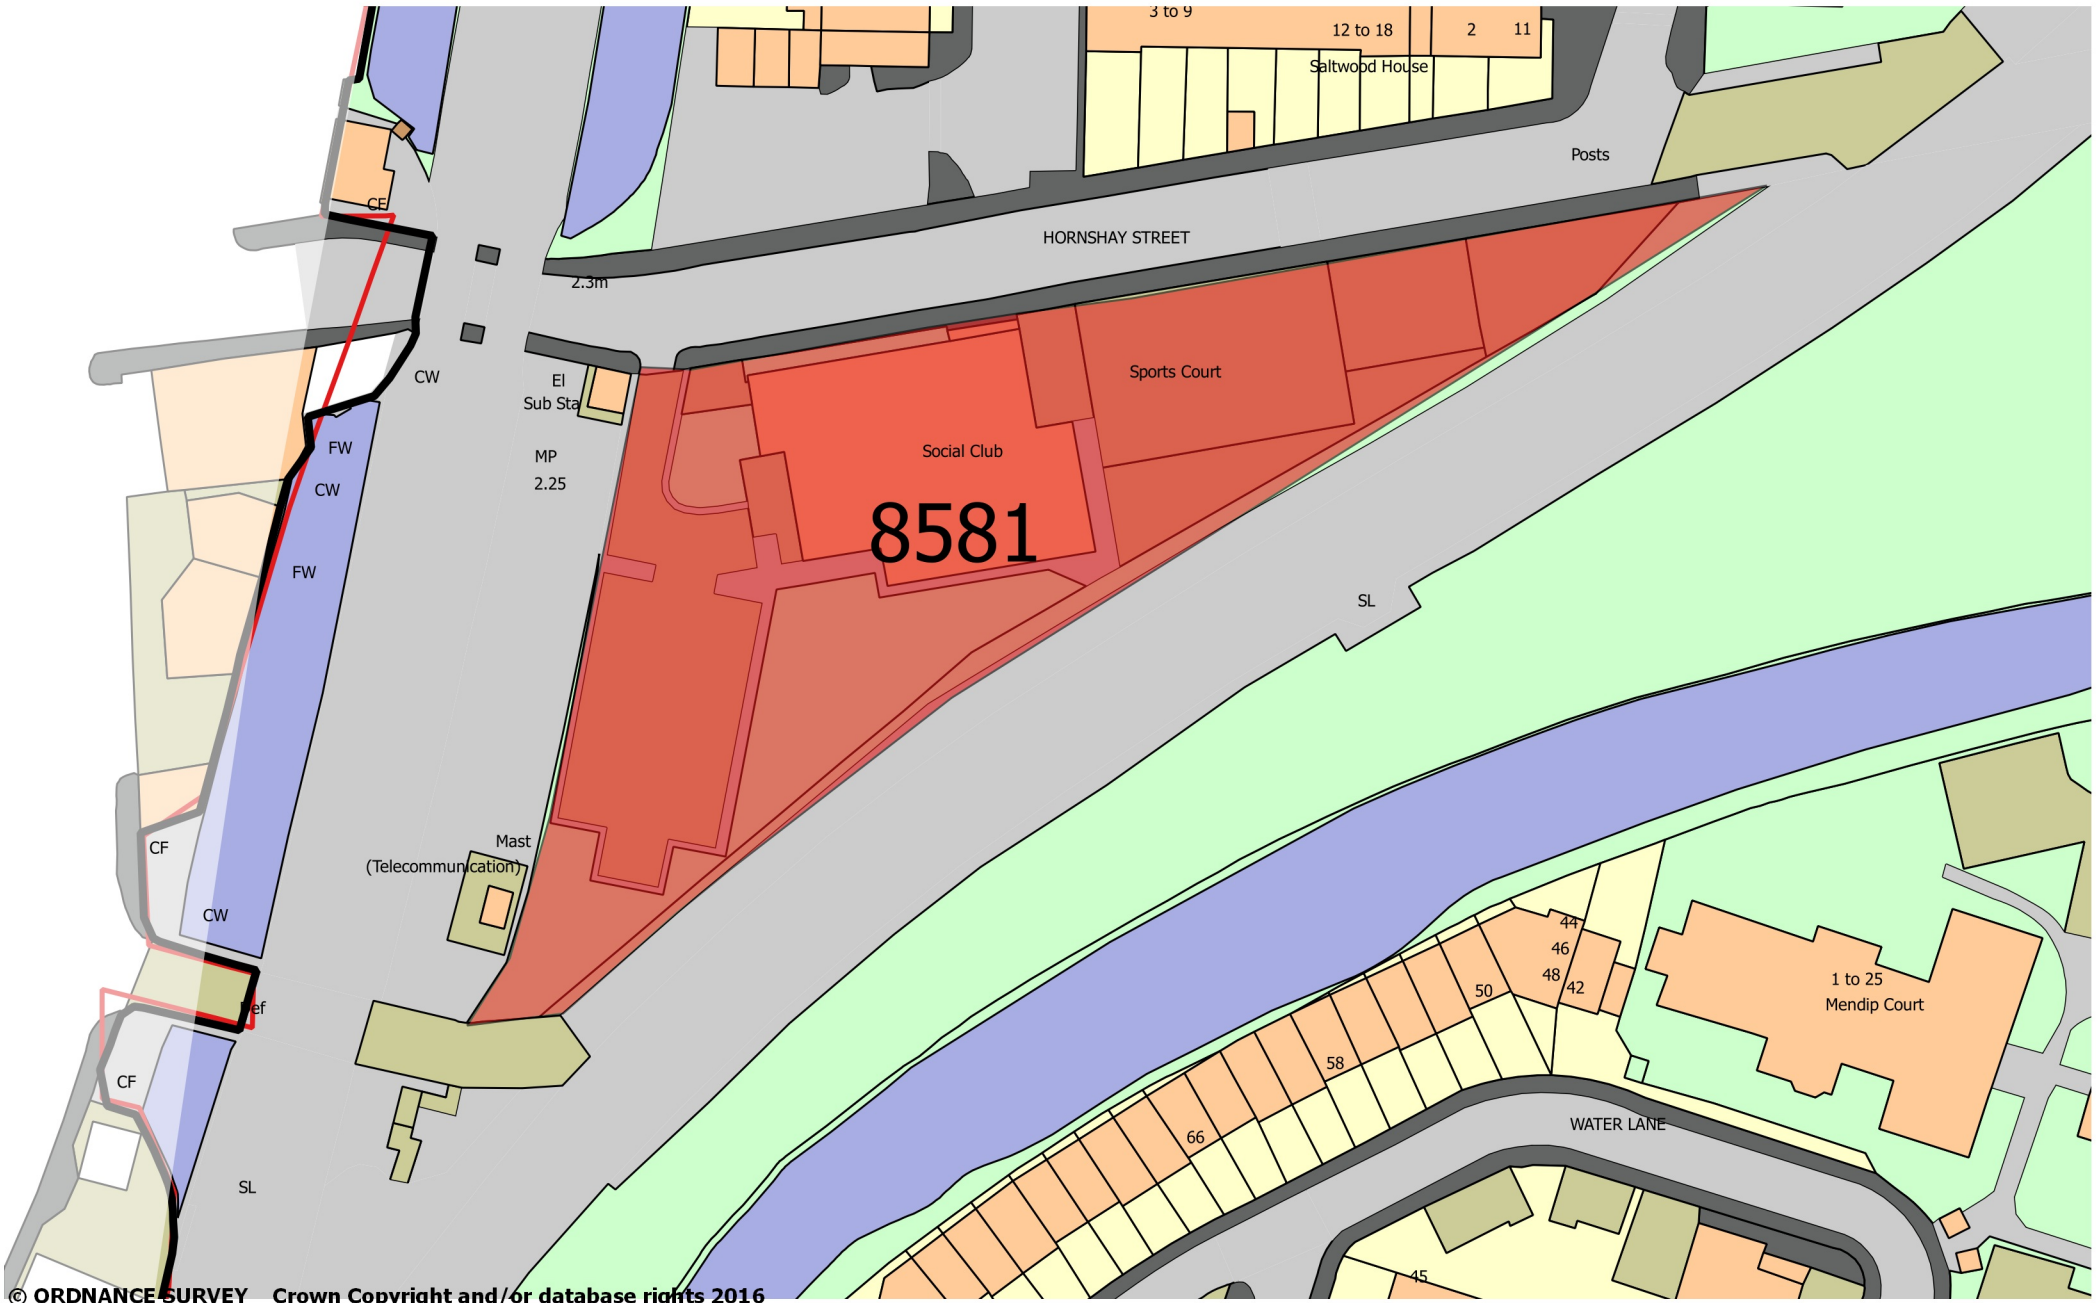 3 to 9
12 to 18
2
11
Saltwood House
Posts
CF
HORNSHAY STREET
2.3m
CW
El
Sub Sta
Sports Court
FW
Social Club
MP
CW
2.25
8581
FW
SL
Mast
CF
(Telecommunication)
CW
44
46
48
42
50
1 to 25
Mendip Court
58
CF
66
WATER LANE
SL
45
© ORDNANCE SURVEY Crown Copyright and/or database rights 2016